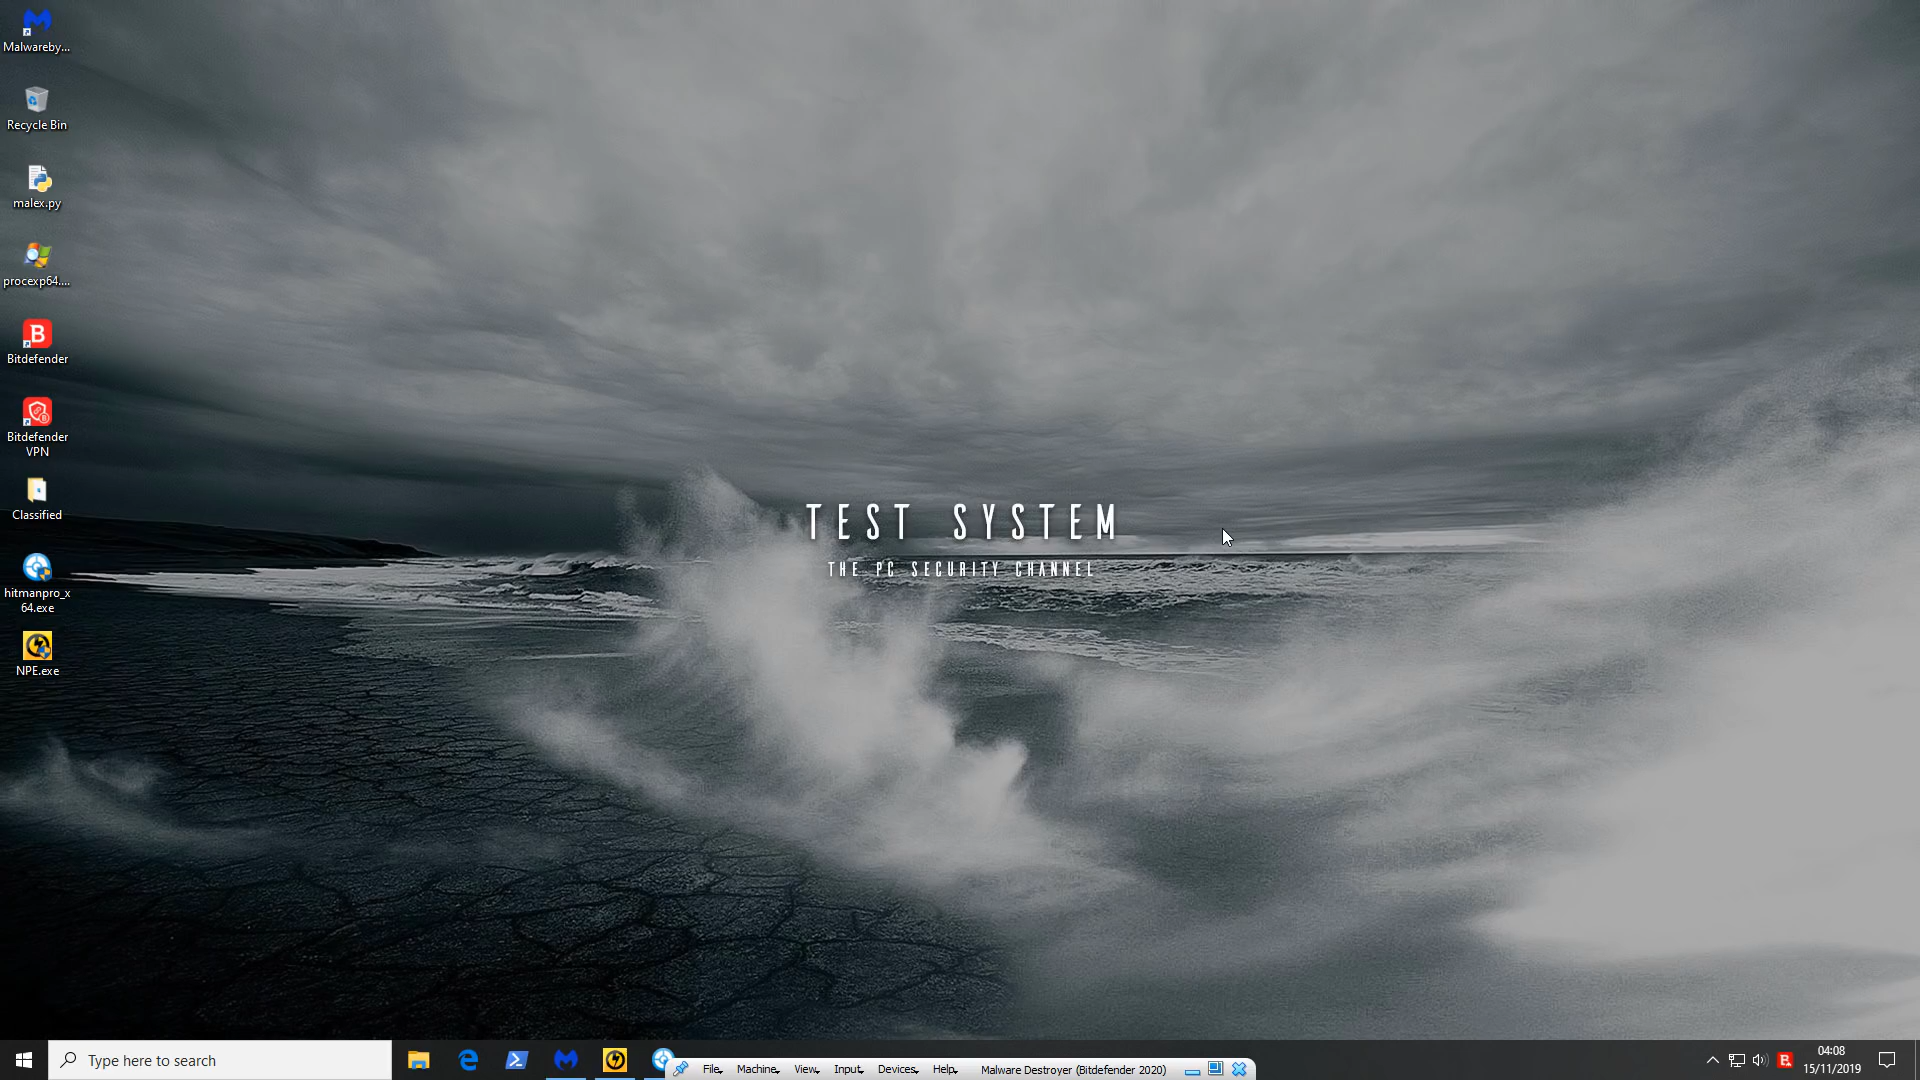 Malwareby...
Recycle Bin
malex.py
procexp64....
Bitdefender
Bitdefender
VPN
Classified
hitmanpro_x
64.exe
NPE.exe
TEST SYSTEM
THE PC SECURITY CHANNEL
Type here to search
File
Machine
View
Input
Devices
Help
Malware Destroyer (Bitdefender 2020)
04:08
15/11/2019